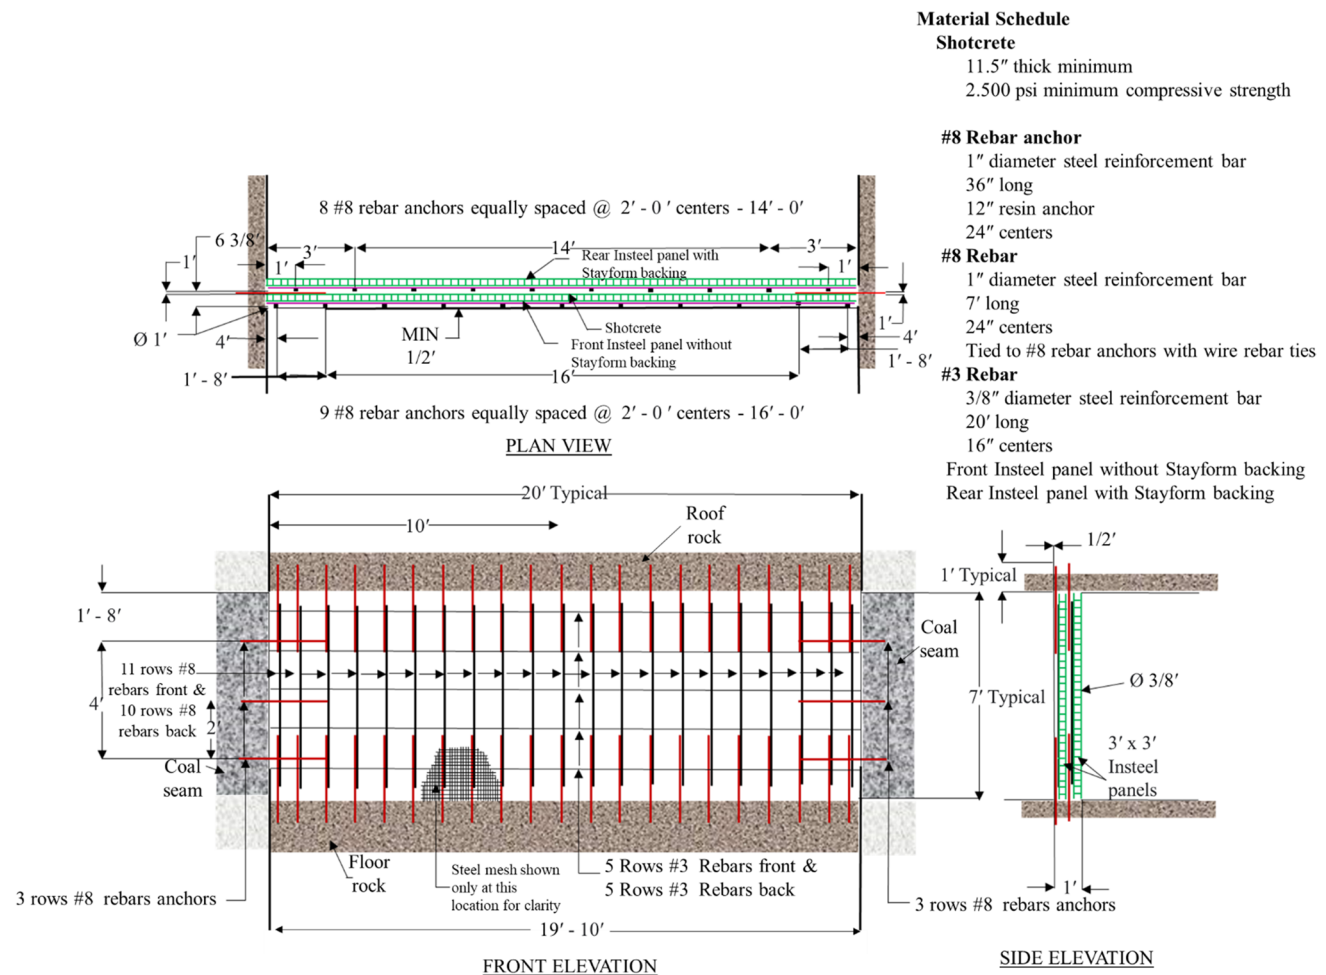 Material Schedule
Shotcrete
11.5″ thick minimum
2.500 psi minimum compressive strength
#8 Rebar anchor
1″ diameter steel reinforcement bar
36″ long
12″ resin anchor
24″ centers
#8 Rebar
1″ diameter steel reinforcement bar
7′ long
24″ centers
Tied to #8 rebar anchors with wire rebar ties
#3 Rebar
3/8″ diameter steel reinforcement bar
20′ long
16″ centers
Front Insteel panel without Stayform backing
Rear Insteel panel with Stayform backing
8 #8 rebar anchors equally spaced @ 2′ - 0 ′ centers - 14′ - 0′
6 3/8′
3′
14′
3′
1′
1′
1′
Rear Insteel panel with
Stayform backing
Ø 1′
4′
MIN
1/2′
Shotcrete
Front Insteel panel without
Stayform backing
1′
4′
1′ - 8′
1′ - 8′
16′
9 #8 rebar anchors equally spaced @ 2′ - 0 ′ centers - 16′ - 0′
PLAN VIEW
20′ Typical
10′
Roof
rock
1′ - 8′
11 rows #8
rebars front &
10 rows #8
rebars back
4′
2
Coal
seam
Coal
seam
Floor
rock
Steel mesh shown
only at this
location for clarity
5 Rows #3 Rebars front &
5 Rows #3 Rebars back
3 rows #8 rebars anchors
3 rows #8 rebars anchors
19′ - 10′
FRONT ELEVATION
1/2′
1′ Typical
7′ Typical
Ø 3/8′
3′ x 3′
Insteel
panels
1′
SIDE ELEVATION